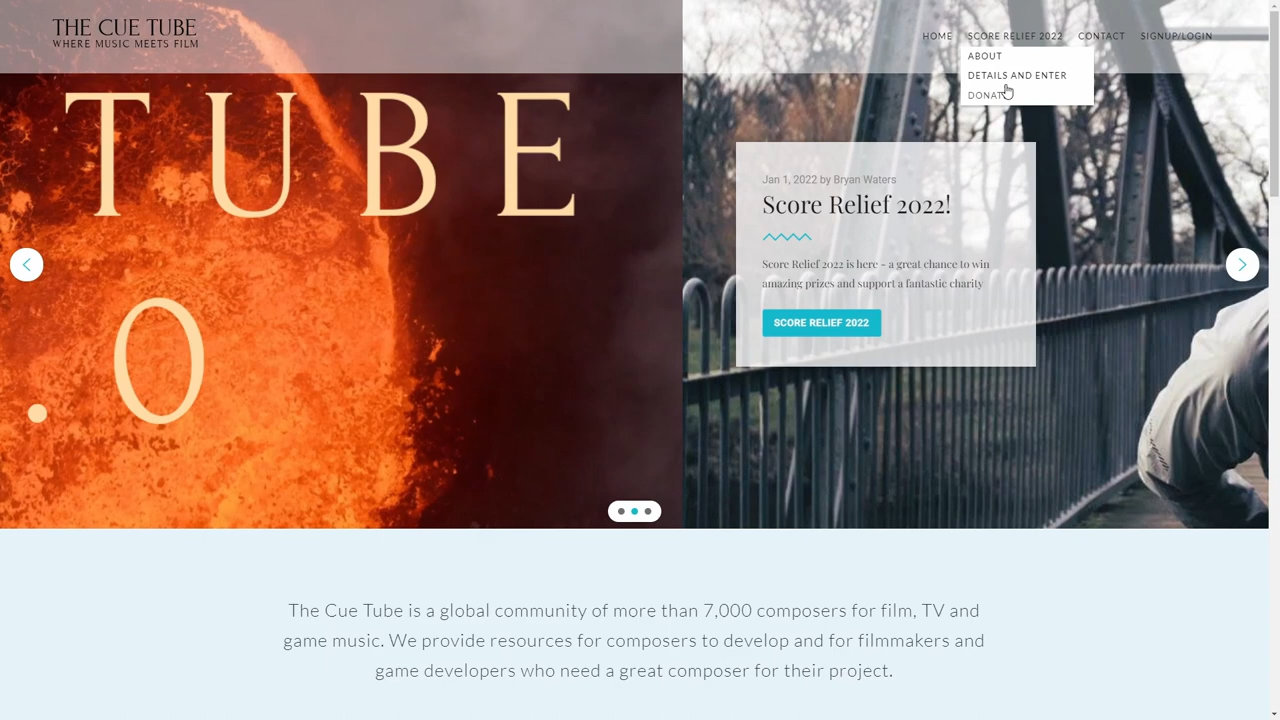 THE CUE TUBE
WHERE MUSIC MEETS FILM
HOME SCORE RELIEF 2022 CONTACT SIGNUP/LOGIN
ABOUT
DETAILS AND ENTER
TUBE
.0
Jan 1, 2022 by Bryan Waters
Score Relief 2022!
Score Relief 2022 is here - a great chance to win
amazing prizes and support a fantastic charity
SCORE RELIEF 2022
The Cue Tube is a global community of more than 7,000 composers for film, TV and
game music. We provide resources for composers to develop and for filmmakers and
game developers who need a great composer for their project.